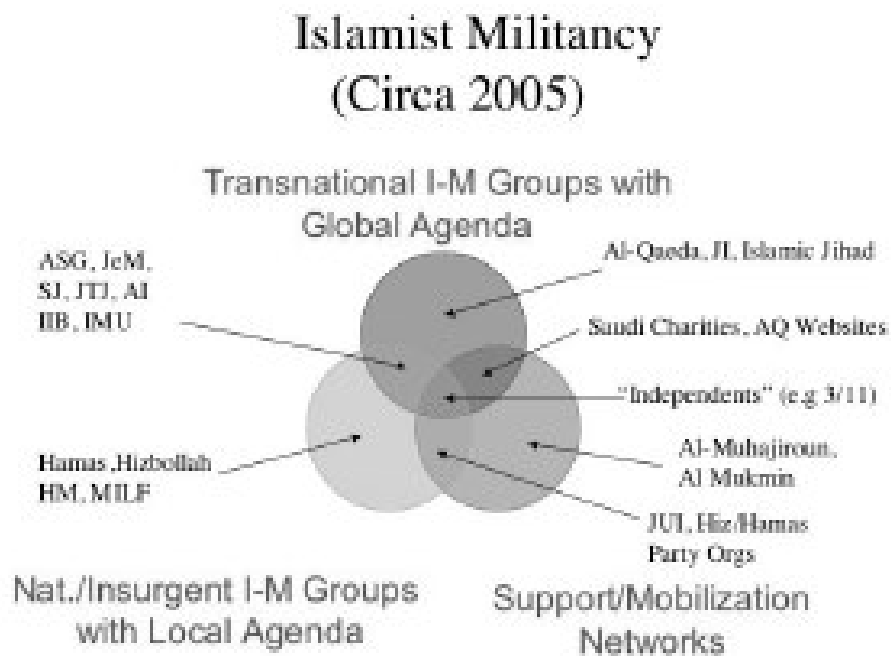 Islamist Militancy
(Circa 2005)
Transnational I-M Groups with
Global Agenda
ASG, JeM,
SJ, JTJ, AI
IIB, IMU
Al-Qaeda, JI, Islamic Jihad
Saudi Charities, AQ Websites
"Independents" (e.g 3/11)
Hamas ,Hizbollah
HM, MILF
Al-Muhajiroun,
Al Mukmin
JUI, Hiz/Hamas
Party Orgs
Nat./Insurgent I-M Groups
with Local Agenda
Support/Mobilization
Networks